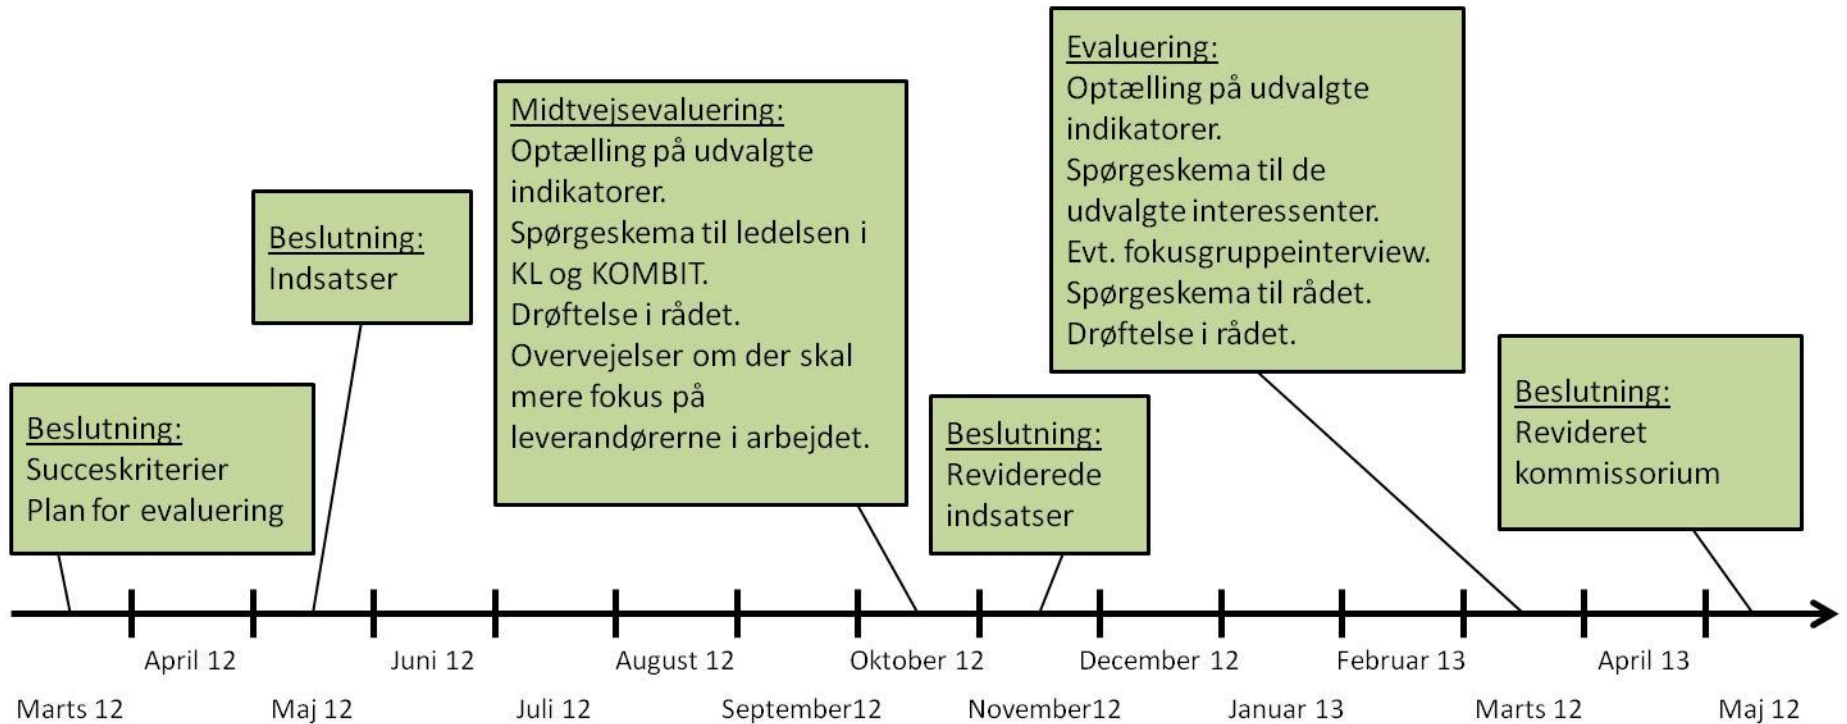 Beslutning:
Succeskriterier
Plan for evaluering
Beslutning:
Indsatser
Midtvejsevaluering:
Optælling på udvalgte
indikatorer.
Spørgeskema til ledelsen i
KL og KOMBIT.
Drøftelse i rådet.
Overvejelser om der skal
mere fokus på
leverandørerne i arbejdet.
Beslutning:
Reviderede
indsatser
Evaluering:
Optælling på udvalgte
indikatorer.
Spørgeskema til de
udvalgte interessenter.
Evt. fokusgruppeinterview.
Spørgeskema til rådet.
Drøftelse i rådet.
Beslutning:
Revideret
kommissorium
Marts 12
April 12
Maj 12
Juni 12
Juli 12
August 12
September12
Oktober 12
November12
December 12
Januar 13
Februar 13
Marts 12
April 13
Maj 12